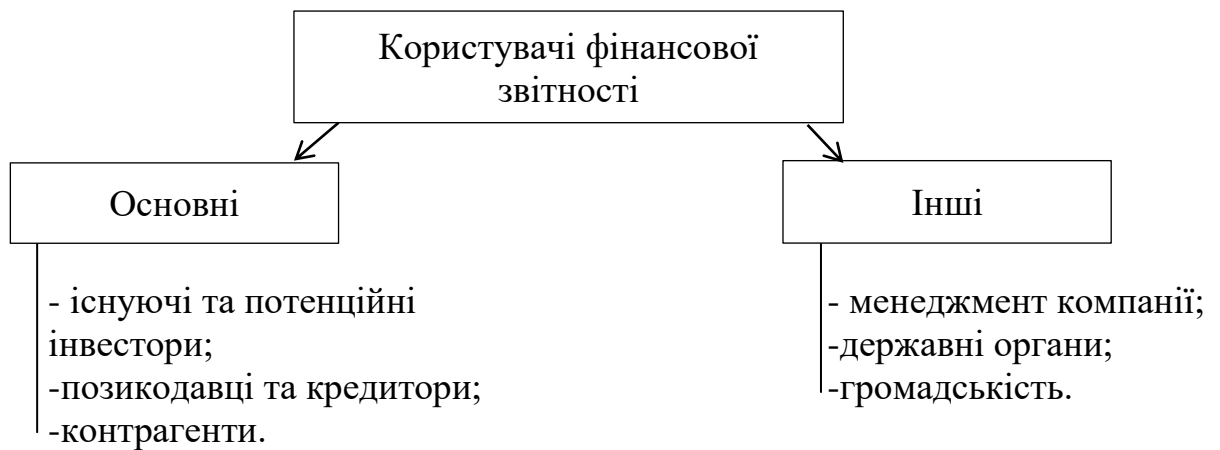 Користувачі фінансової
звітності
Основні
Інші
- існуючі та потенційні
інвестори;
-позикодавці та кредитори;
-контрагенти.
- менеджмент компанії;
-державні органи;
-громадськість.